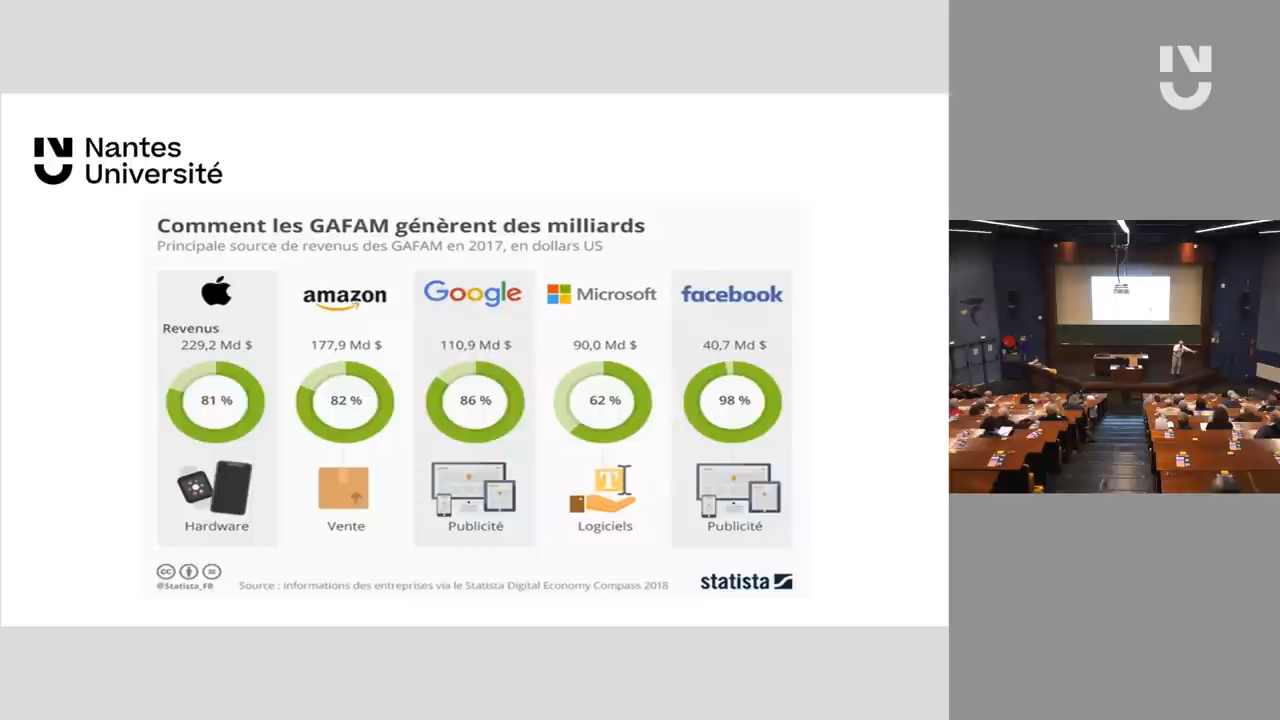 Nantes
Université
Comment les GAFAM génèrent des milliards
Principale source de revenus des GAFAM en 2017, en dollars US
amazon
Google
Microsoft
facebook
Revenus
229,2 Md $
177,9 Md $
110,9 Md $
90,0 Md $
40,7 Md $
81 %
82 %
86 %
62 %
98 %
T
Hardware
Vente
Publicité
Logiciels
Publicité
@Statista_FR
Source : informations des entreprises via le Statista Digital Economy Compass 2018
statista